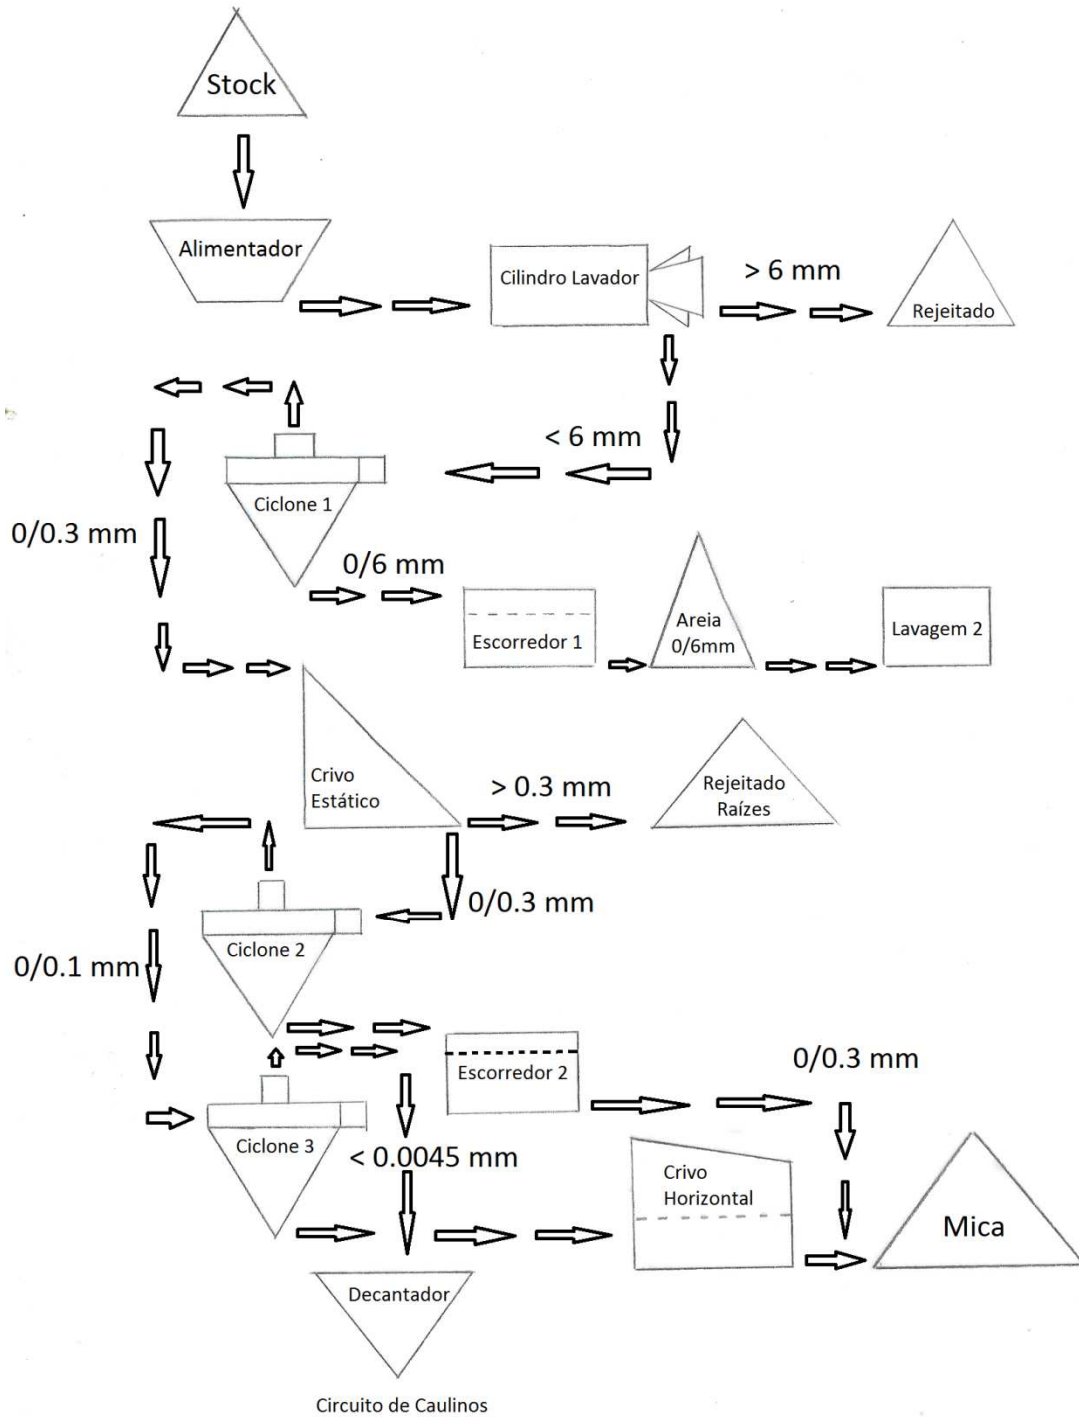 Stock
Alimentador
Cilindro Lavador
> 6 mm
Rejeitado
< 6 mm
Ciclone 1
0/0.3 mm
0/6 mm
Escorredor 1
Areia
0/6mm
Lavagem 2
Crivo
Estático
> 0.3 mm
Rejeitado
Raízes
0/0.3 mm
Ciclone 2
0/0.1 mm
Escorredor 2
0/0.3 mm
Ciclone 3
< 0.0045 mm
Crivo
Horizontal
Mica
Decantador
Circuito de Caulinos